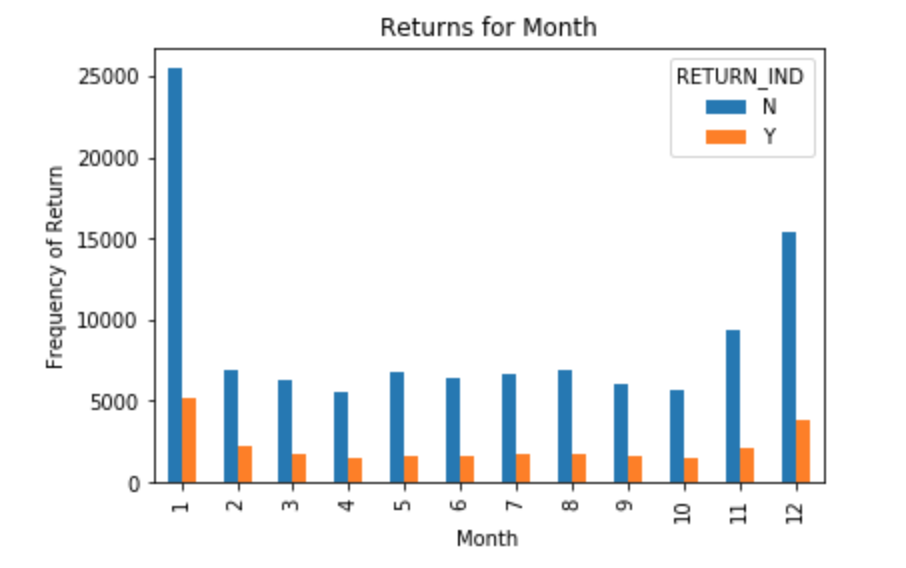 Returns for Month
RETURN_IND
N
Y
Frequency of Return
25000
20000
15000
10000
5000
0
1 2 3 4 5 6 7 8 9 10 11 12
Month